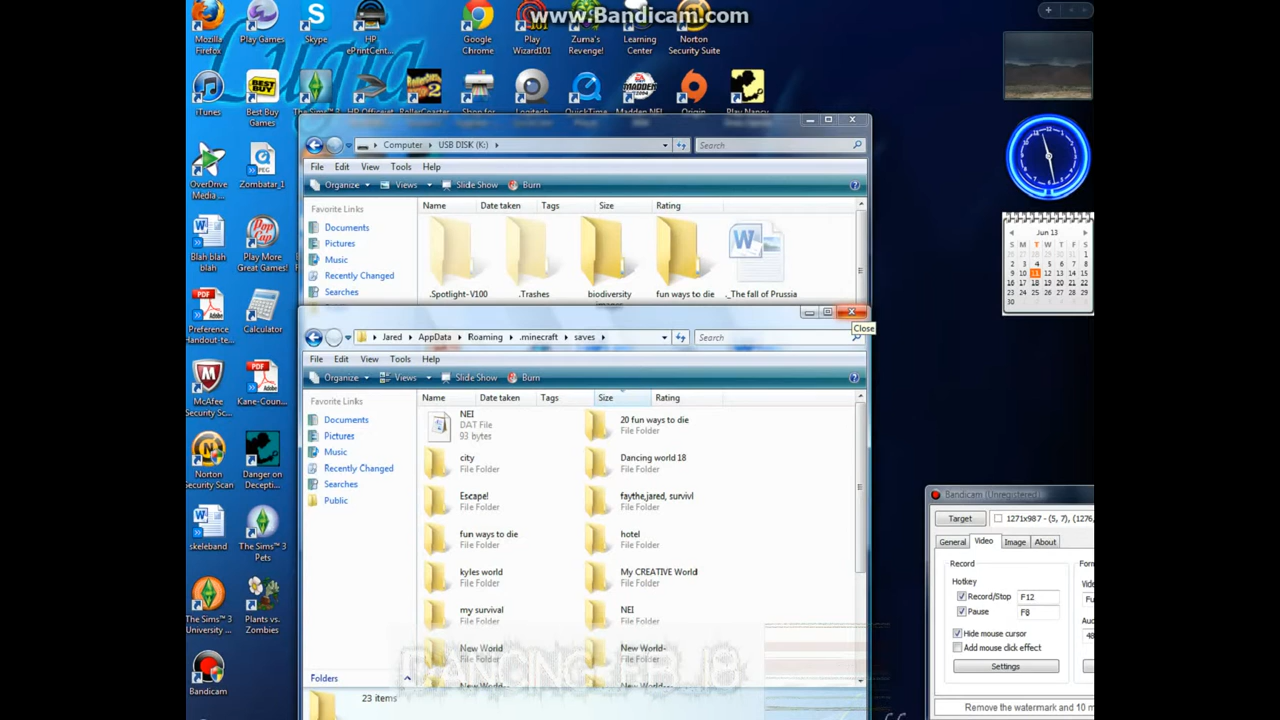 www.Bandicam.com
Mozilla Firefox
Play Games
Skype
HP ePrintCent...
Google Chrome
Play Wizard101
Zuma's Revenge!
Learning Center
Norton Security Suite
iTunes
Best Buy Games
The Sims™ 3
HP Officejet
RollerCoaster
Shop for
Logitech
QuickTime
Madden NFL
Origin
Play Nancy
OverDrive Media ...
Zombatar_1
Blah blah blah
Play More Great Games!
Preference Handout-te...
Calculator
McAfee Security Sc...
Kane-Coun...
Norton Security Scan
Danger on Decepti...
skeleband
The Sims™ 3 Pets
The Sims™ 3 University ...
Plants vs. Zombies
Bandicam
Computer ▸ USB DISK (K:) ▸
Search
File Edit View Tools Help
Organize Views Slide Show Burn
Favorite Links
Documents
Pictures
Music
Recently Changed
Searches
Name Date taken Tags Size Rating
.Spotlight-V100
.Trashes
biodiversity
fun ways to die
._The fall of Prussia
Close
Jared ▸ AppData ▸ Roaming ▸ .minecraft ▸ saves ▸
Search
File Edit View Tools Help
Organize Views Slide Show Burn
Favorite Links
Documents
Pictures
Music
Recently Changed
Searches
Public
Folders
Name Date taken Tags Size Rating
NEI
DAT File
93 bytes
20 fun ways to die
File Folder
city
File Folder
Dancing world 18
File Folder
Escape!
File Folder
faythe,jared, survivl
File Folder
fun ways to die
File Folder
hotel
File Folder
kyles world
File Folder
My CREATIVE World
File Folder
my survival
File Folder
NEI
File Folder
New World
File Folder
New World-
File Folder
23 items
Jun 13
S M T W T F S
1
2 3 4 5 6 7 8
9 10 11 12 13 14 15
16 17 18 19 20 21 22
23 24 25 26 27 28 29
30
Bandicam (Unregistered)
Target
1271x987 - (5, 7), (1276,
General Video Image About
Record
Hotkey
Record/Stop F12
Pause F8
Hide mouse cursor
Add mouse click effect
Settings
Remove the watermark and 10 m